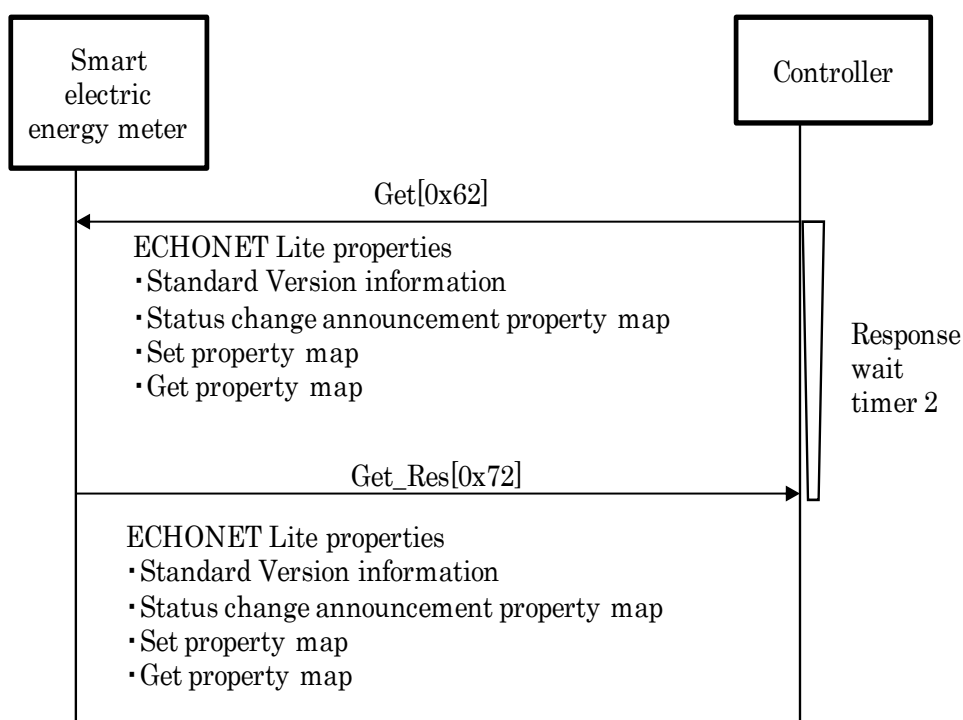 Smart
electric
energy meter
Controller
Get[0x62]
ECHONET Lite properties
・Standard Version information
・Status change announcement property map
・Set property map
・Get property map
Response
wait
timer 2
Get_Res[0x72]
ECHONET Lite properties
・Standard Version information
・Status change announcement property map
・Set property map
・Get property map